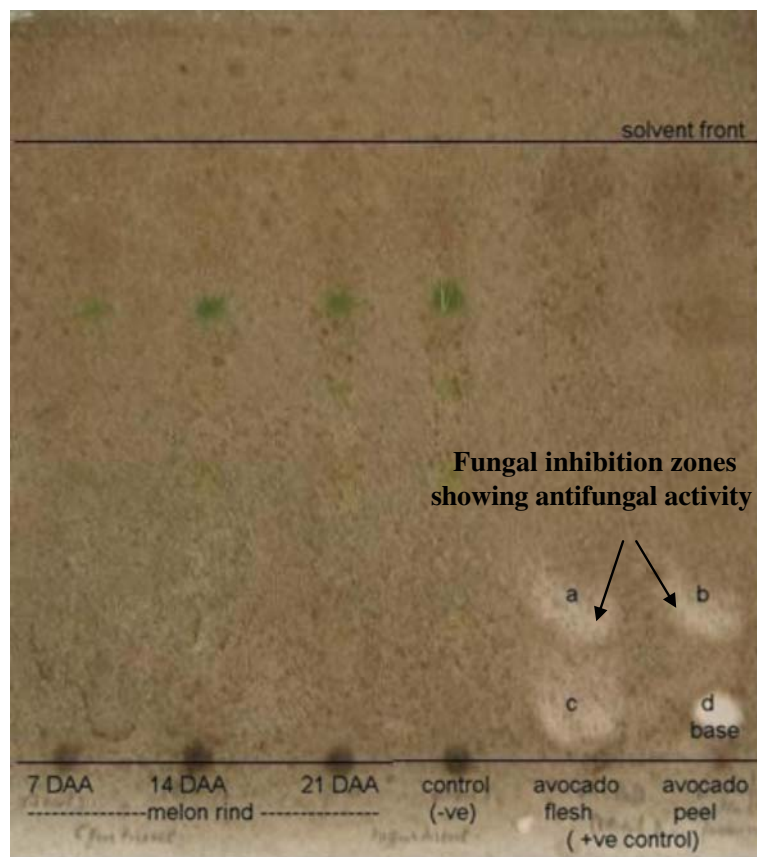 solvent front
Fungal inhibition zones
showing antifungal activity
a b
c d
base
7 DAA 14 DAA 21 DAA control avocado avocado
---------------melon rind --------------- (-ve) flesh peel
( +ve control)